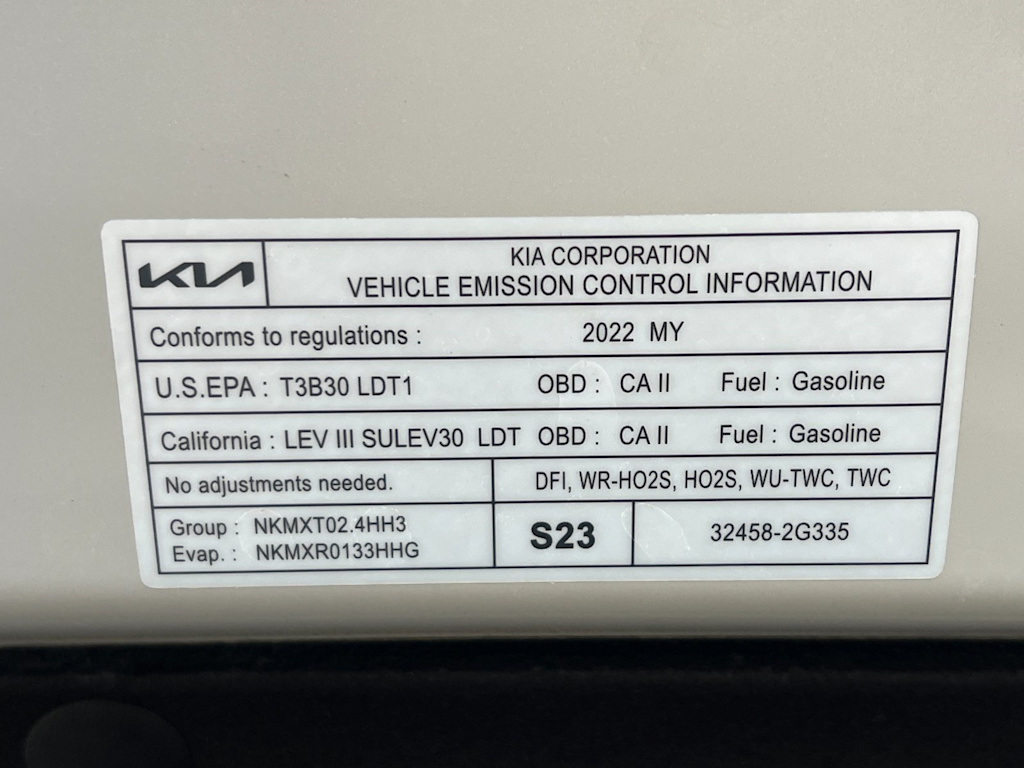 KIA
KIA CORPORATION
VEHICLE EMISSION CONTROL INFORMATION
Conforms to regulations : 2022 MY
U.S.EPA : T3B30 LDT1 OBD : CA II Fuel : Gasoline
California : LEV III SULEV30 LDT OBD : CA II Fuel : Gasoline
No adjustments needed. DFI, WR-HO2S, HO2S, WU-TWC, TWC
Group : NKMXT02.4HH3
Evap. : NKMXR0133HHG
S23
32458-2G335